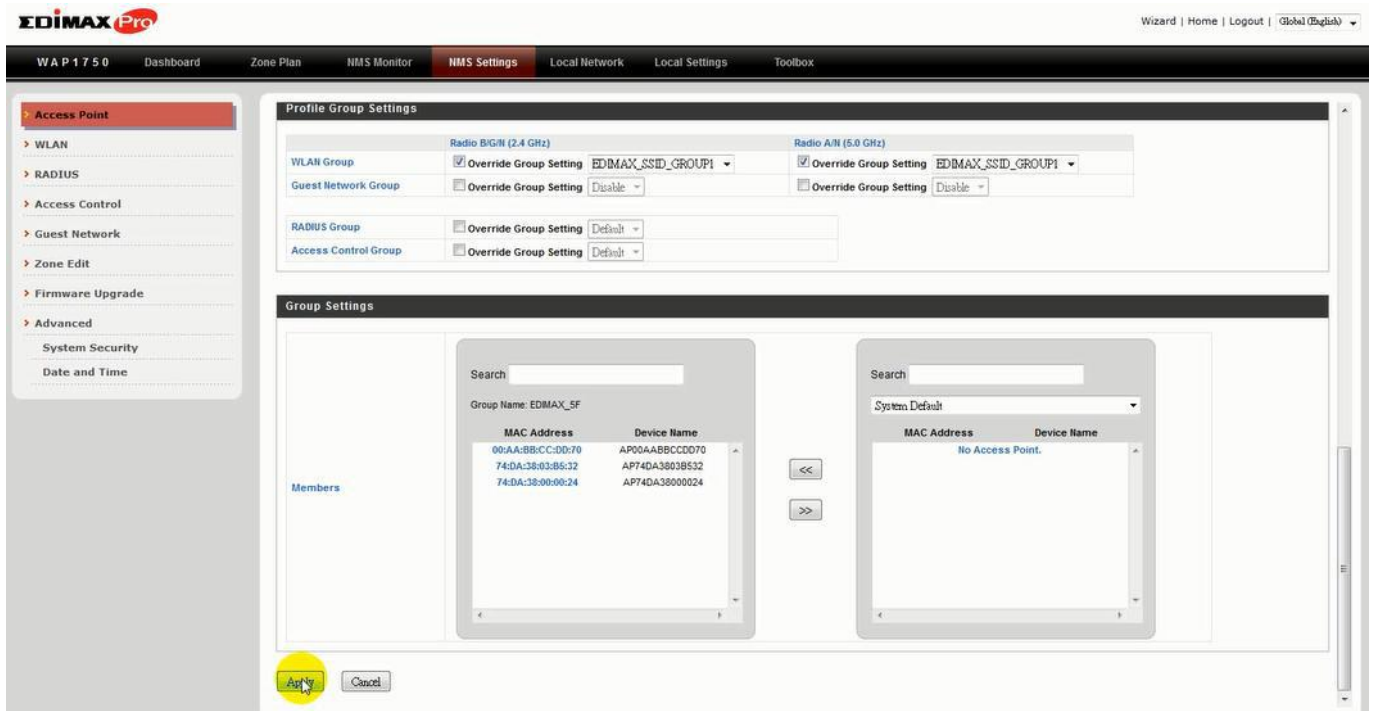 EDIMAX Pro
Wizard | Home | Logout | Global (English)
WAP1750 Dashboard Zone Plan NMS Monitor NMS Settings Local Network Local Settings Toolbox
Access Point
WLAN
RADIUS
Access Control
Guest Network
Zone Edit
Firmware Upgrade
Advanced
System Security
Date and Time
Profile Group Settings
Radio B/G/N (2.4 GHz) Radio A/N (5.0 GHz)
WLAN Group Override Group Setting EDIMAX_SSID_GROUP1 Override Group Setting EDIMAX_SSID_GROUP1
Guest Network Group Override Group Setting Disable Override Group Setting Disable
RADIUS Group Override Group Setting Default
Access Control Group Override Group Setting Default
Group Settings
Members
Search
Group Name: EDIMAX_5F
MAC Address Device Name
00:AA:BB:CC:DD:70 AP00AABBCCDD70
74:DA:38:03:B5:32 AP74DA3803B532
74:DA:38:00:00:24 AP74DA38000024
<<
>>
Search
System Default
MAC Address Device Name
No Access Point.
Apply Cancel